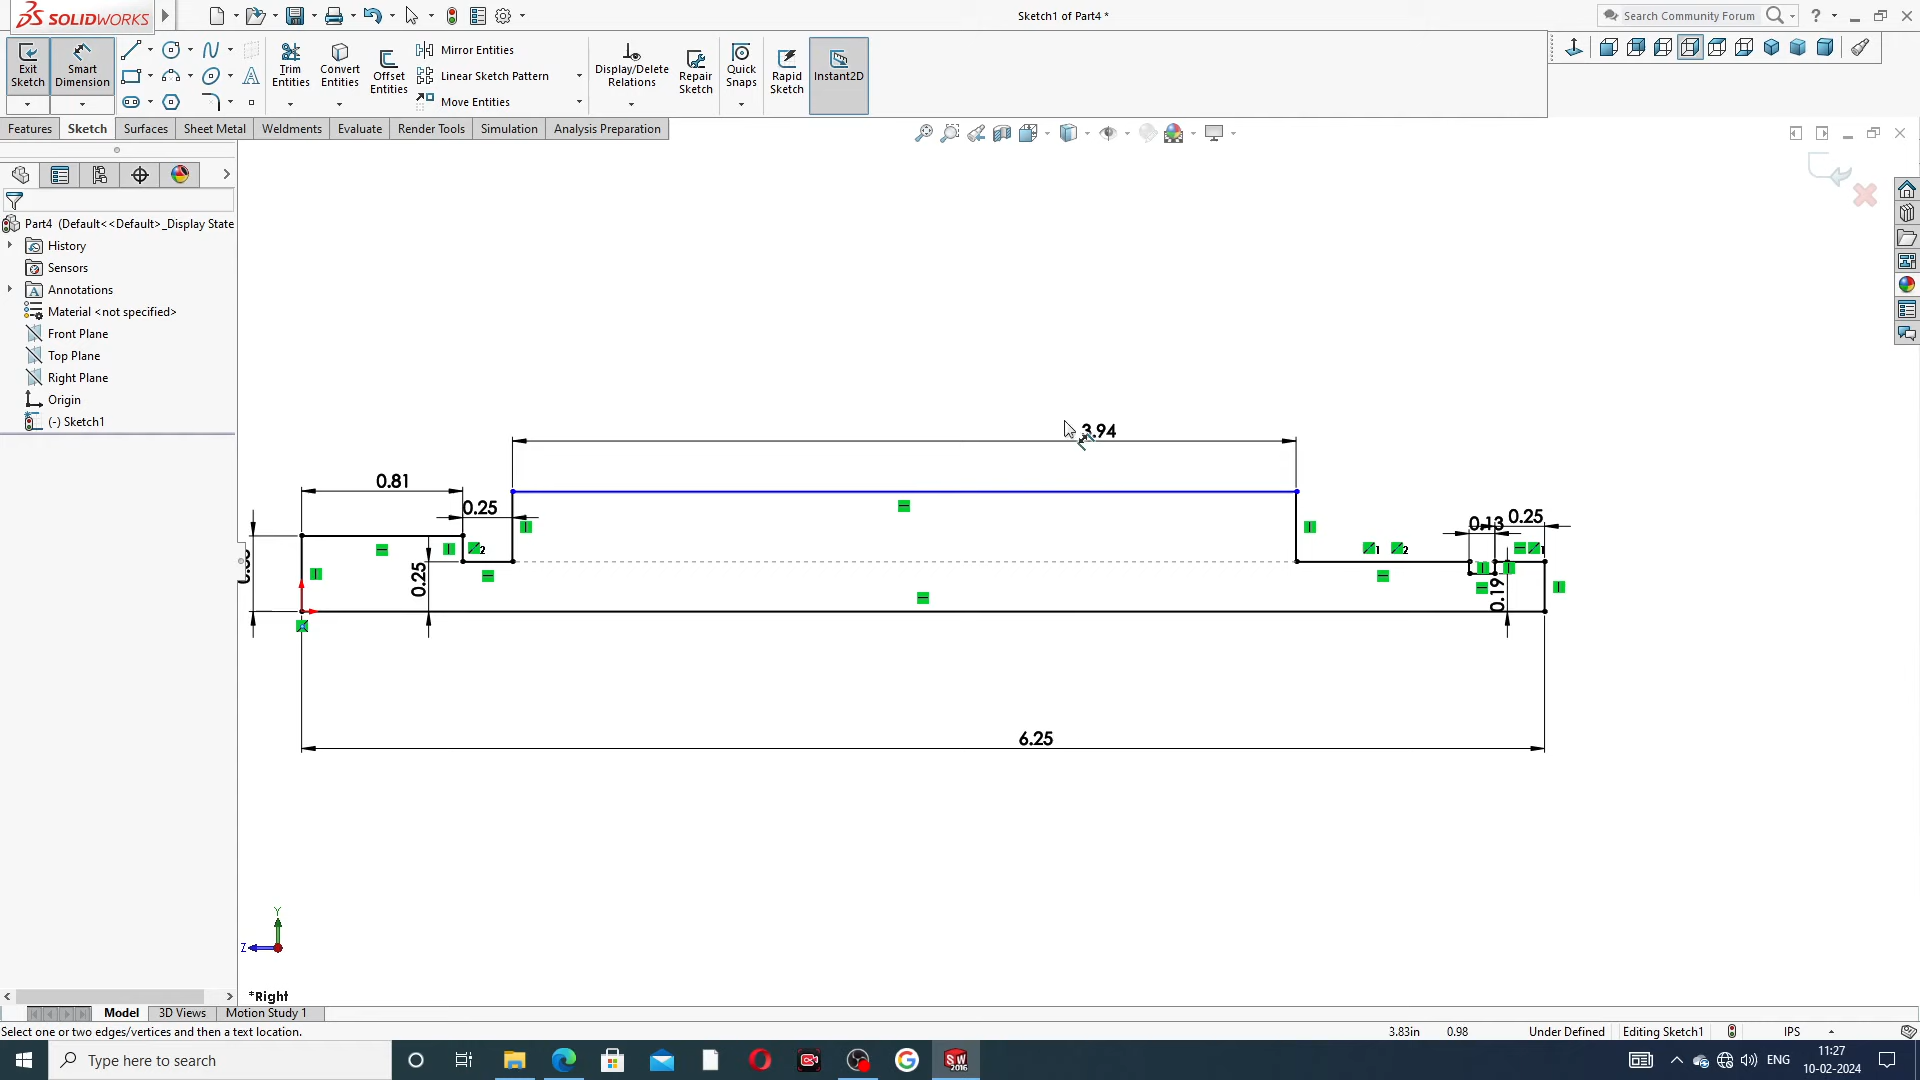 SOLIDWORKS
Sketch1 of Part4 *
Search Community Forum
Exit Sketch
Smart Dimension
Trim Entities
Convert Entities
Offset Entities
Mirror Entities
Linear Sketch Pattern
Move Entities
Display/Delete Relations
Repair Sketch
Quick Snaps
Rapid Sketch
Instant2D
Features
Sketch
Surfaces
Sheet Metal
Weldments
Evaluate
Render Tools
Simulation
Analysis Preparation
Part4 (Default<<Default>_Display State
History
Sensors
Annotations
Material <not specified>
Front Plane
Top Plane
Right Plane
Origin
(-) Sketch1
3.94
0.81
0.25
0.13
0.25
0.25
0.19
2
1
2
1
6.25
Y
Z
*Right
Model
3D Views
Motion Study 1
Select one or two edges/vertices and then a text location.
3.83in
0.98
Under Defined
Editing Sketch1
IPS
Type here to search
SW
2016
ENG
11:27
10-02-2024